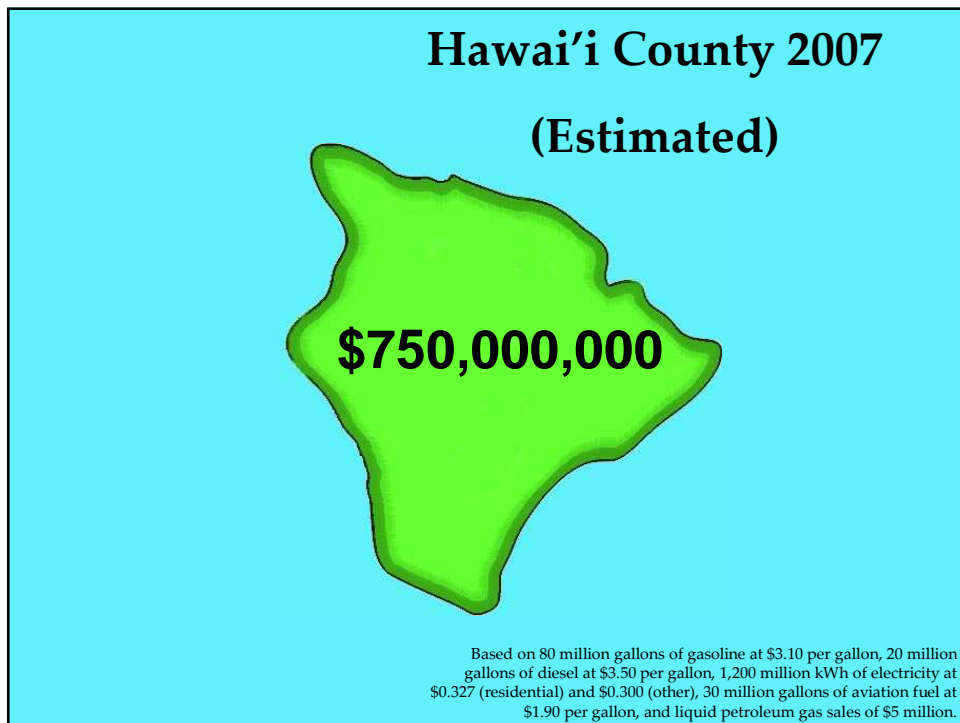 Hawai’i County 2007
(Estimated)
$750,000,000
Based on 80 million gallons of gasoline at $3.10 per gallon, 20 million
gallons of diesel at $3.50 per gallon, 1,200 million kWh of electricity at
$0.327 (residential) and $0.300 (other), 30 million gallons of aviation fuel at
$1.90 per gallon, and liquid petroleum gas sales of $5 million.